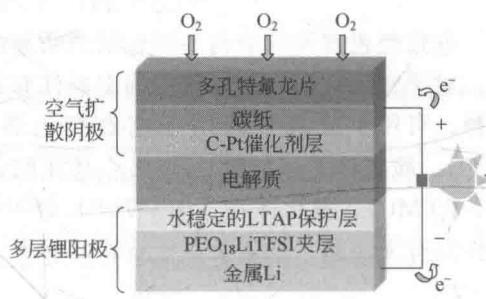 O₂ O₂ O₂
多孔特氟龙片
碳纸
C-Pt催化剂层
空气扩
散阴极
电解质
水稳定的LTAP保护层
PEO₁₈LiTFSI夹层
金属Li
多层锂阳极
e⁻
+
−
e⁻